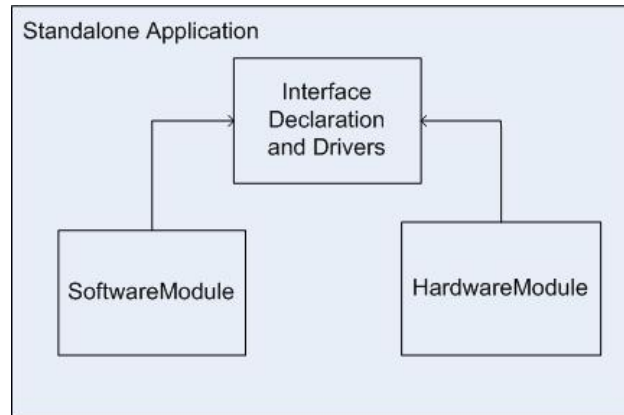 Standalone Application
Interface
Declaration
and Drivers
SoftwareModule
HardwareModule